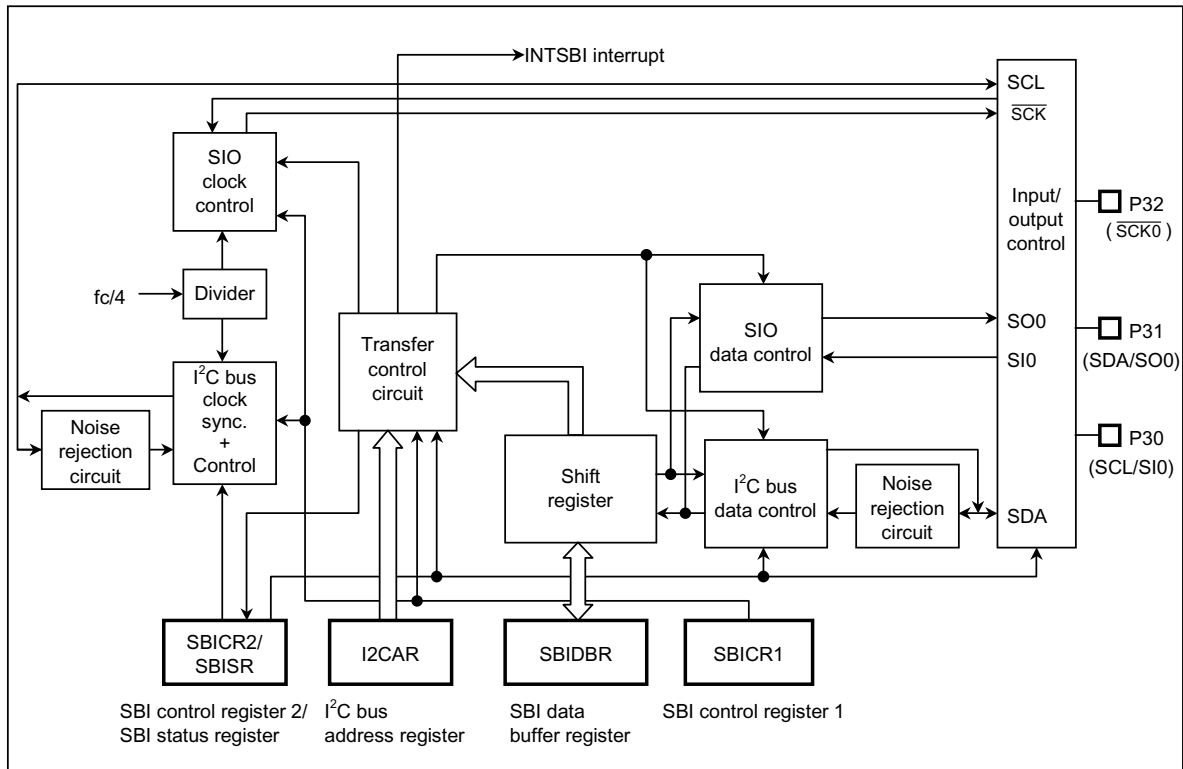 INTSBI interrupt
SCL
SCK
SIO
clock
control
Input/
output
control
P32
( SCK0 )
fc/4
Divider
Transfer
control
circuit
SIO
data control
SO0
SI0
P31
(SDA/SO0)
I²C bus
clock
sync.
+
Control
Noise
rejection
circuit
Shift
register
I²C bus
data control
Noise
rejection
circuit
SDA
P30
(SCL/SI0)
SBICR2/
SBISR
I2CAR
SBIDBR
SBICR1
SBI control register 2/
SBI status register
I²C bus
address register
SBI data
buffer register
SBI control register 1